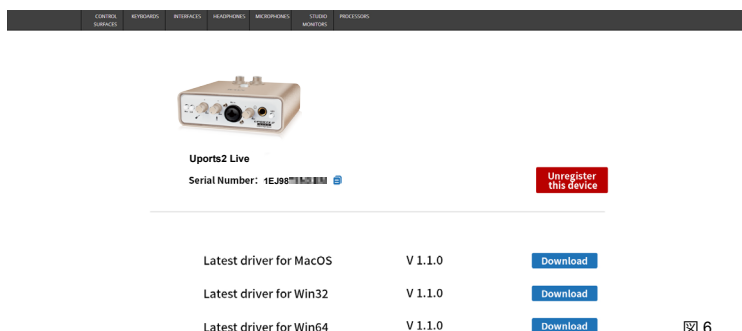 CONTROL SURFACES
KEYBOARDS
INTERFACES
HEADPHONES
MICROPHONES
STUDIO MONITORS
PROCESSORS
Uports2 Live
Serial Number: 1EJ98
Unregister
this device
Latest driver for MacOS V 1.1.0 Download
Latest driver for Win32 V 1.1.0 Download
Latest driver for Win64 V 1.1.0 Download
図 6